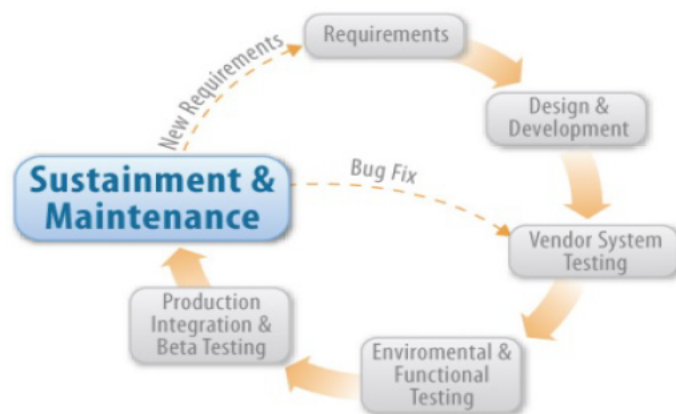 Requirements
New Requirements
Design &
Development
Sustainment &
Maintenance
Bug Fix
Vendor System
Testing
Production
Integration &
Beta Testing
Enviromental &
Functional
Testing